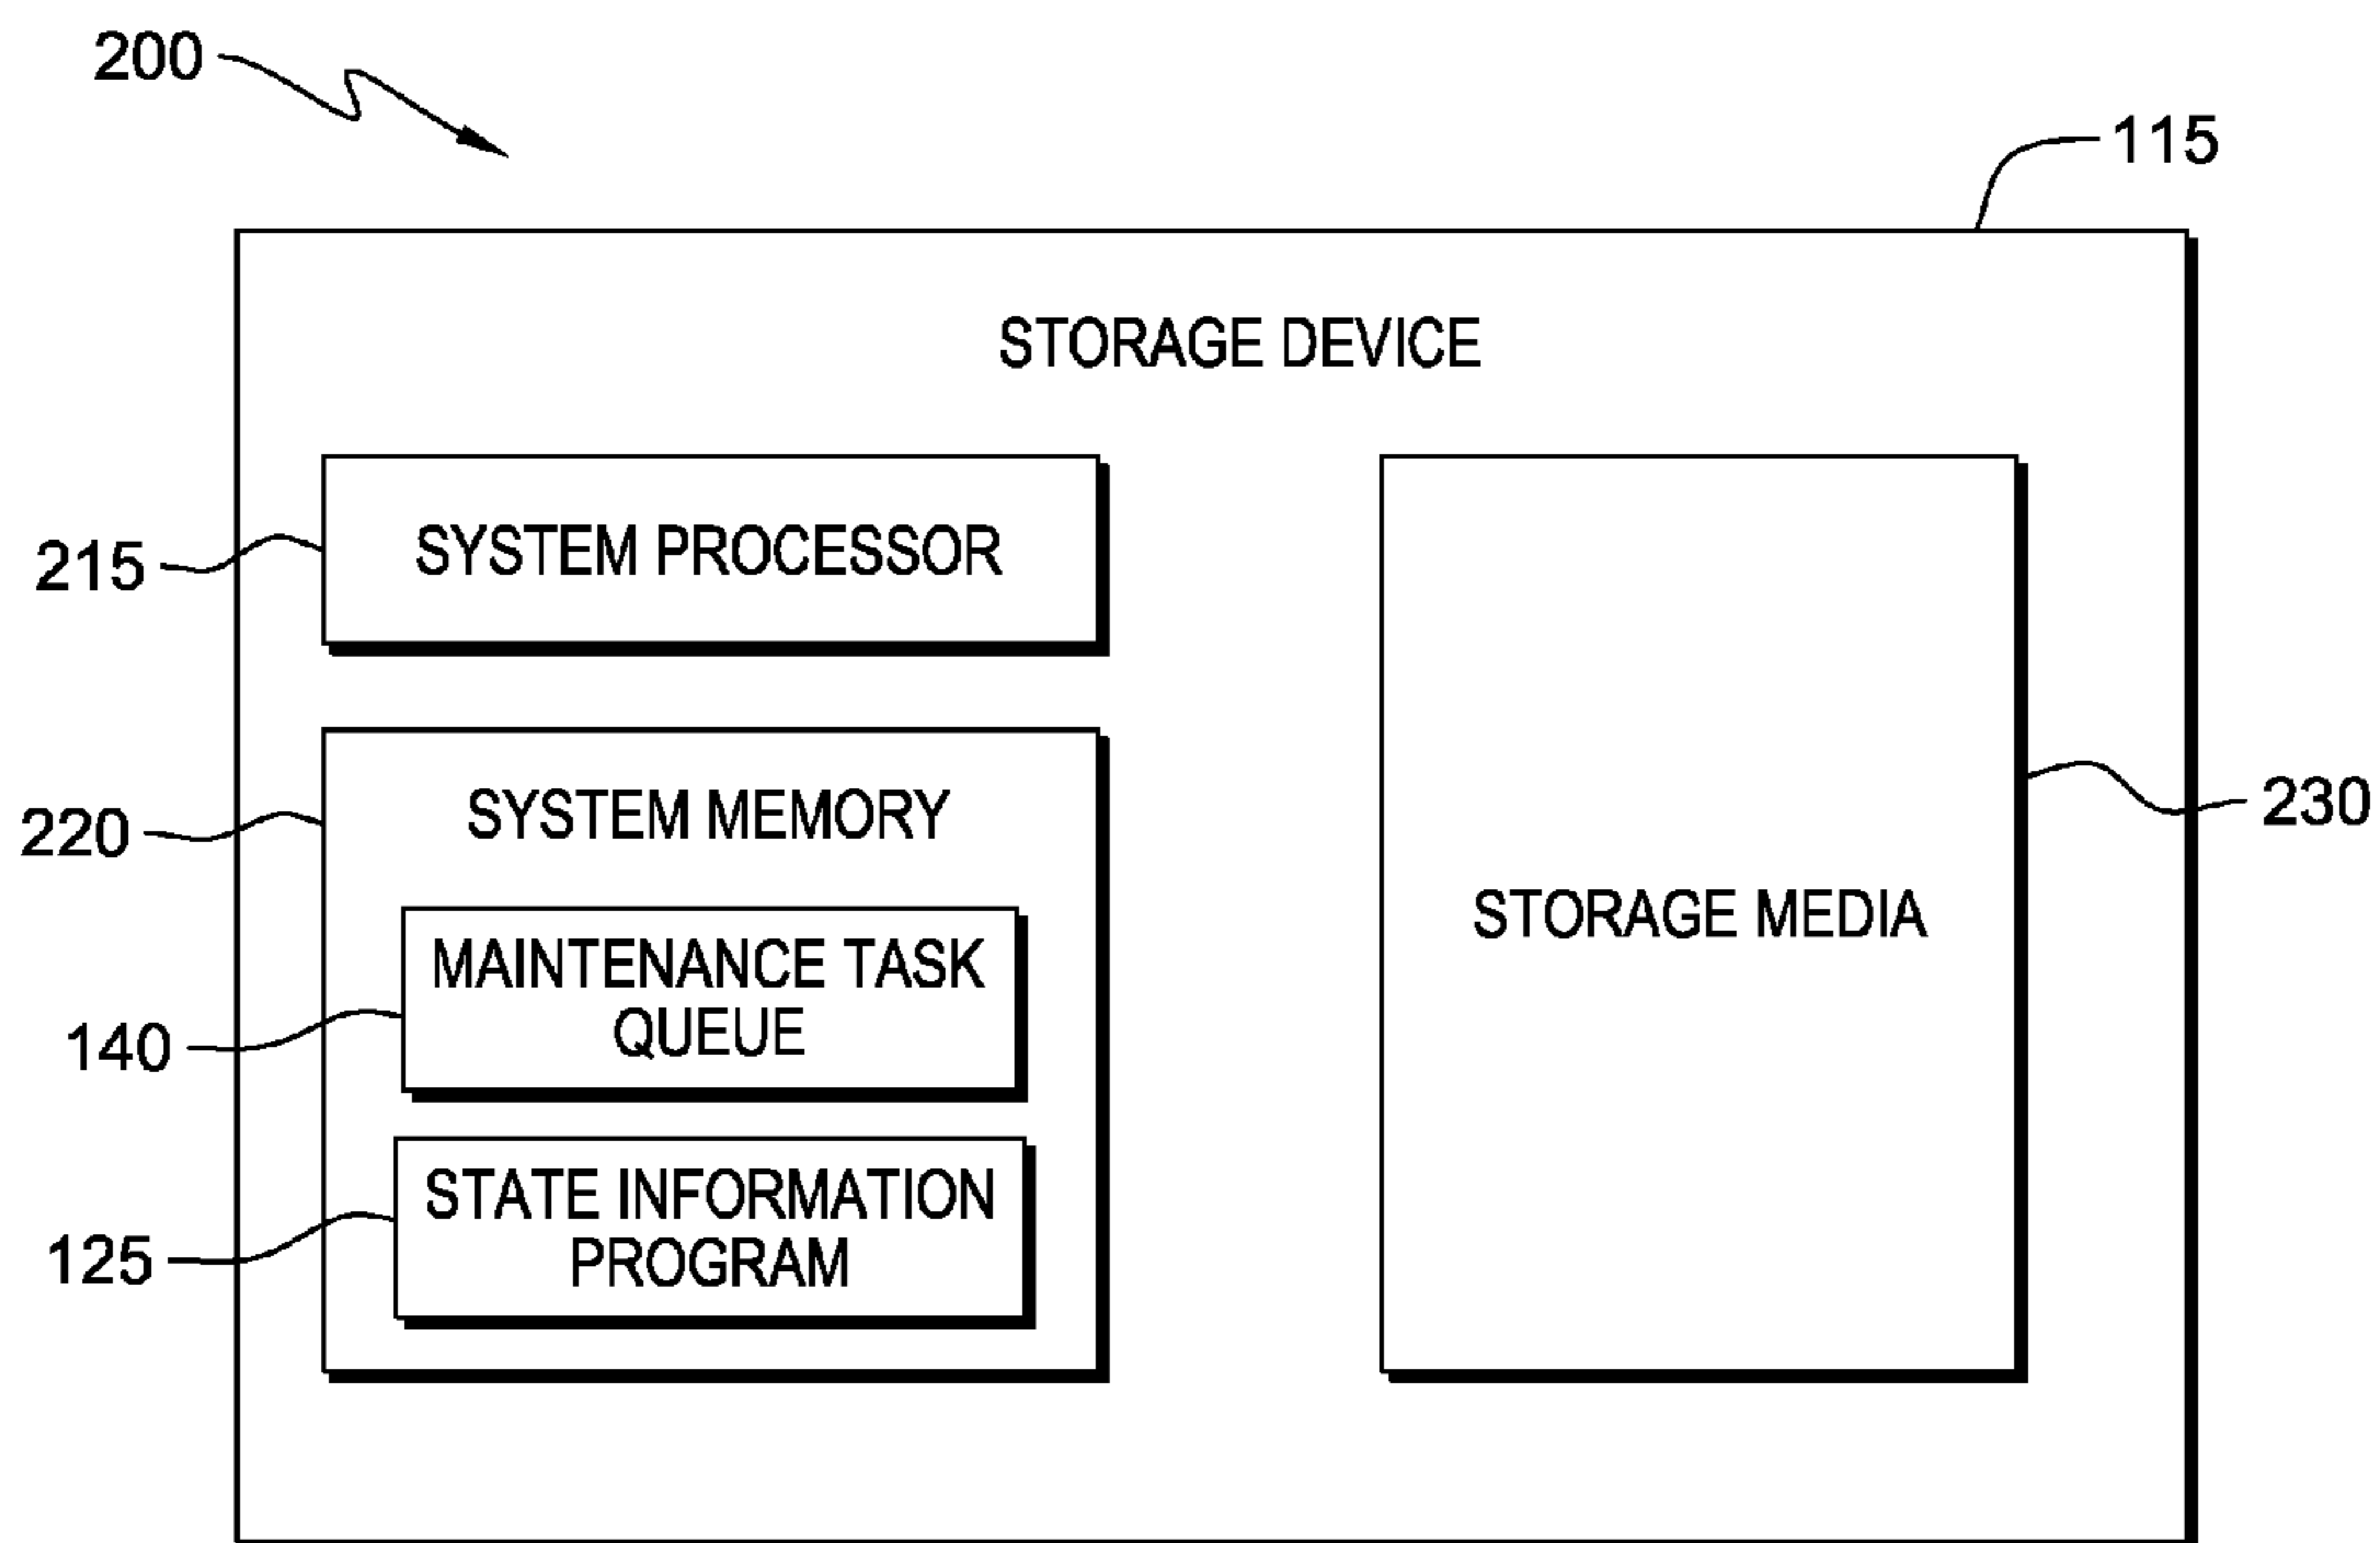 200
115
STORAGE DEVICE
215
SYSTEM PROCESSOR
220
SYSTEM MEMORY
230
STORAGE MEDIA
140
MAINTENANCE TASK
QUEUE
125
STATE INFORMATION
PROGRAM